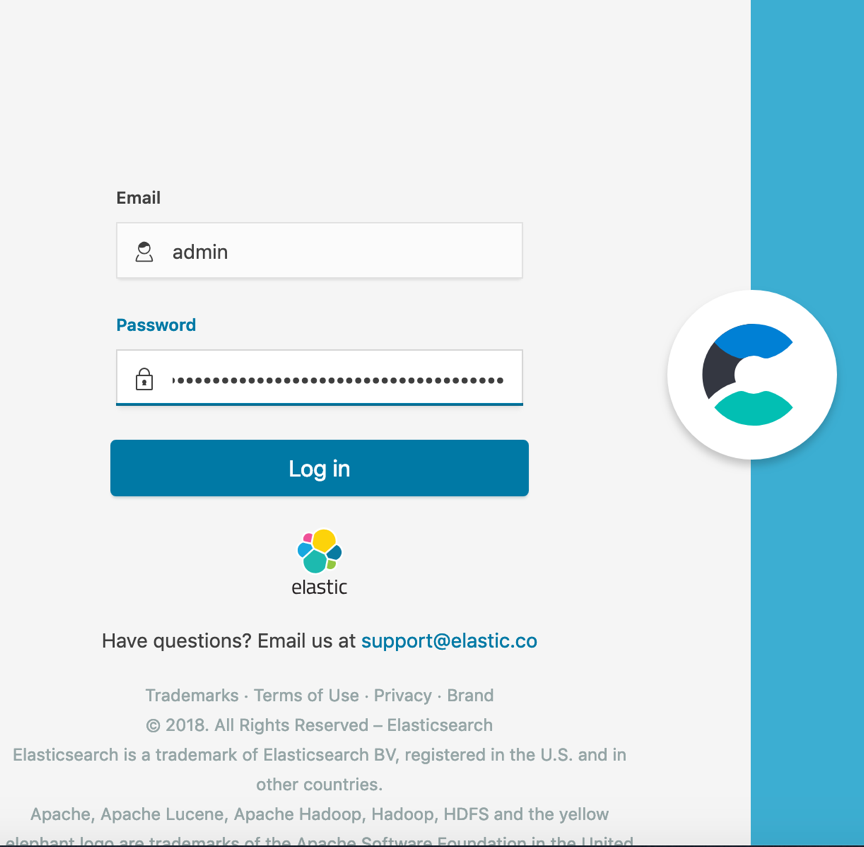 Email
admin
Password
Log in
elastic
Have questions? Email us at support@elastic.co
Trademarks · Terms of Use · Privacy · Brand
© 2018. All Rights Reserved – Elasticsearch
Elasticsearch is a trademark of Elasticsearch BV, registered in the U.S. and in
other countries.
Apache, Apache Lucene, Apache Hadoop, Hadoop, HDFS and the yellow
elephant logo are trademarks of the Apache Software Foundation in the United